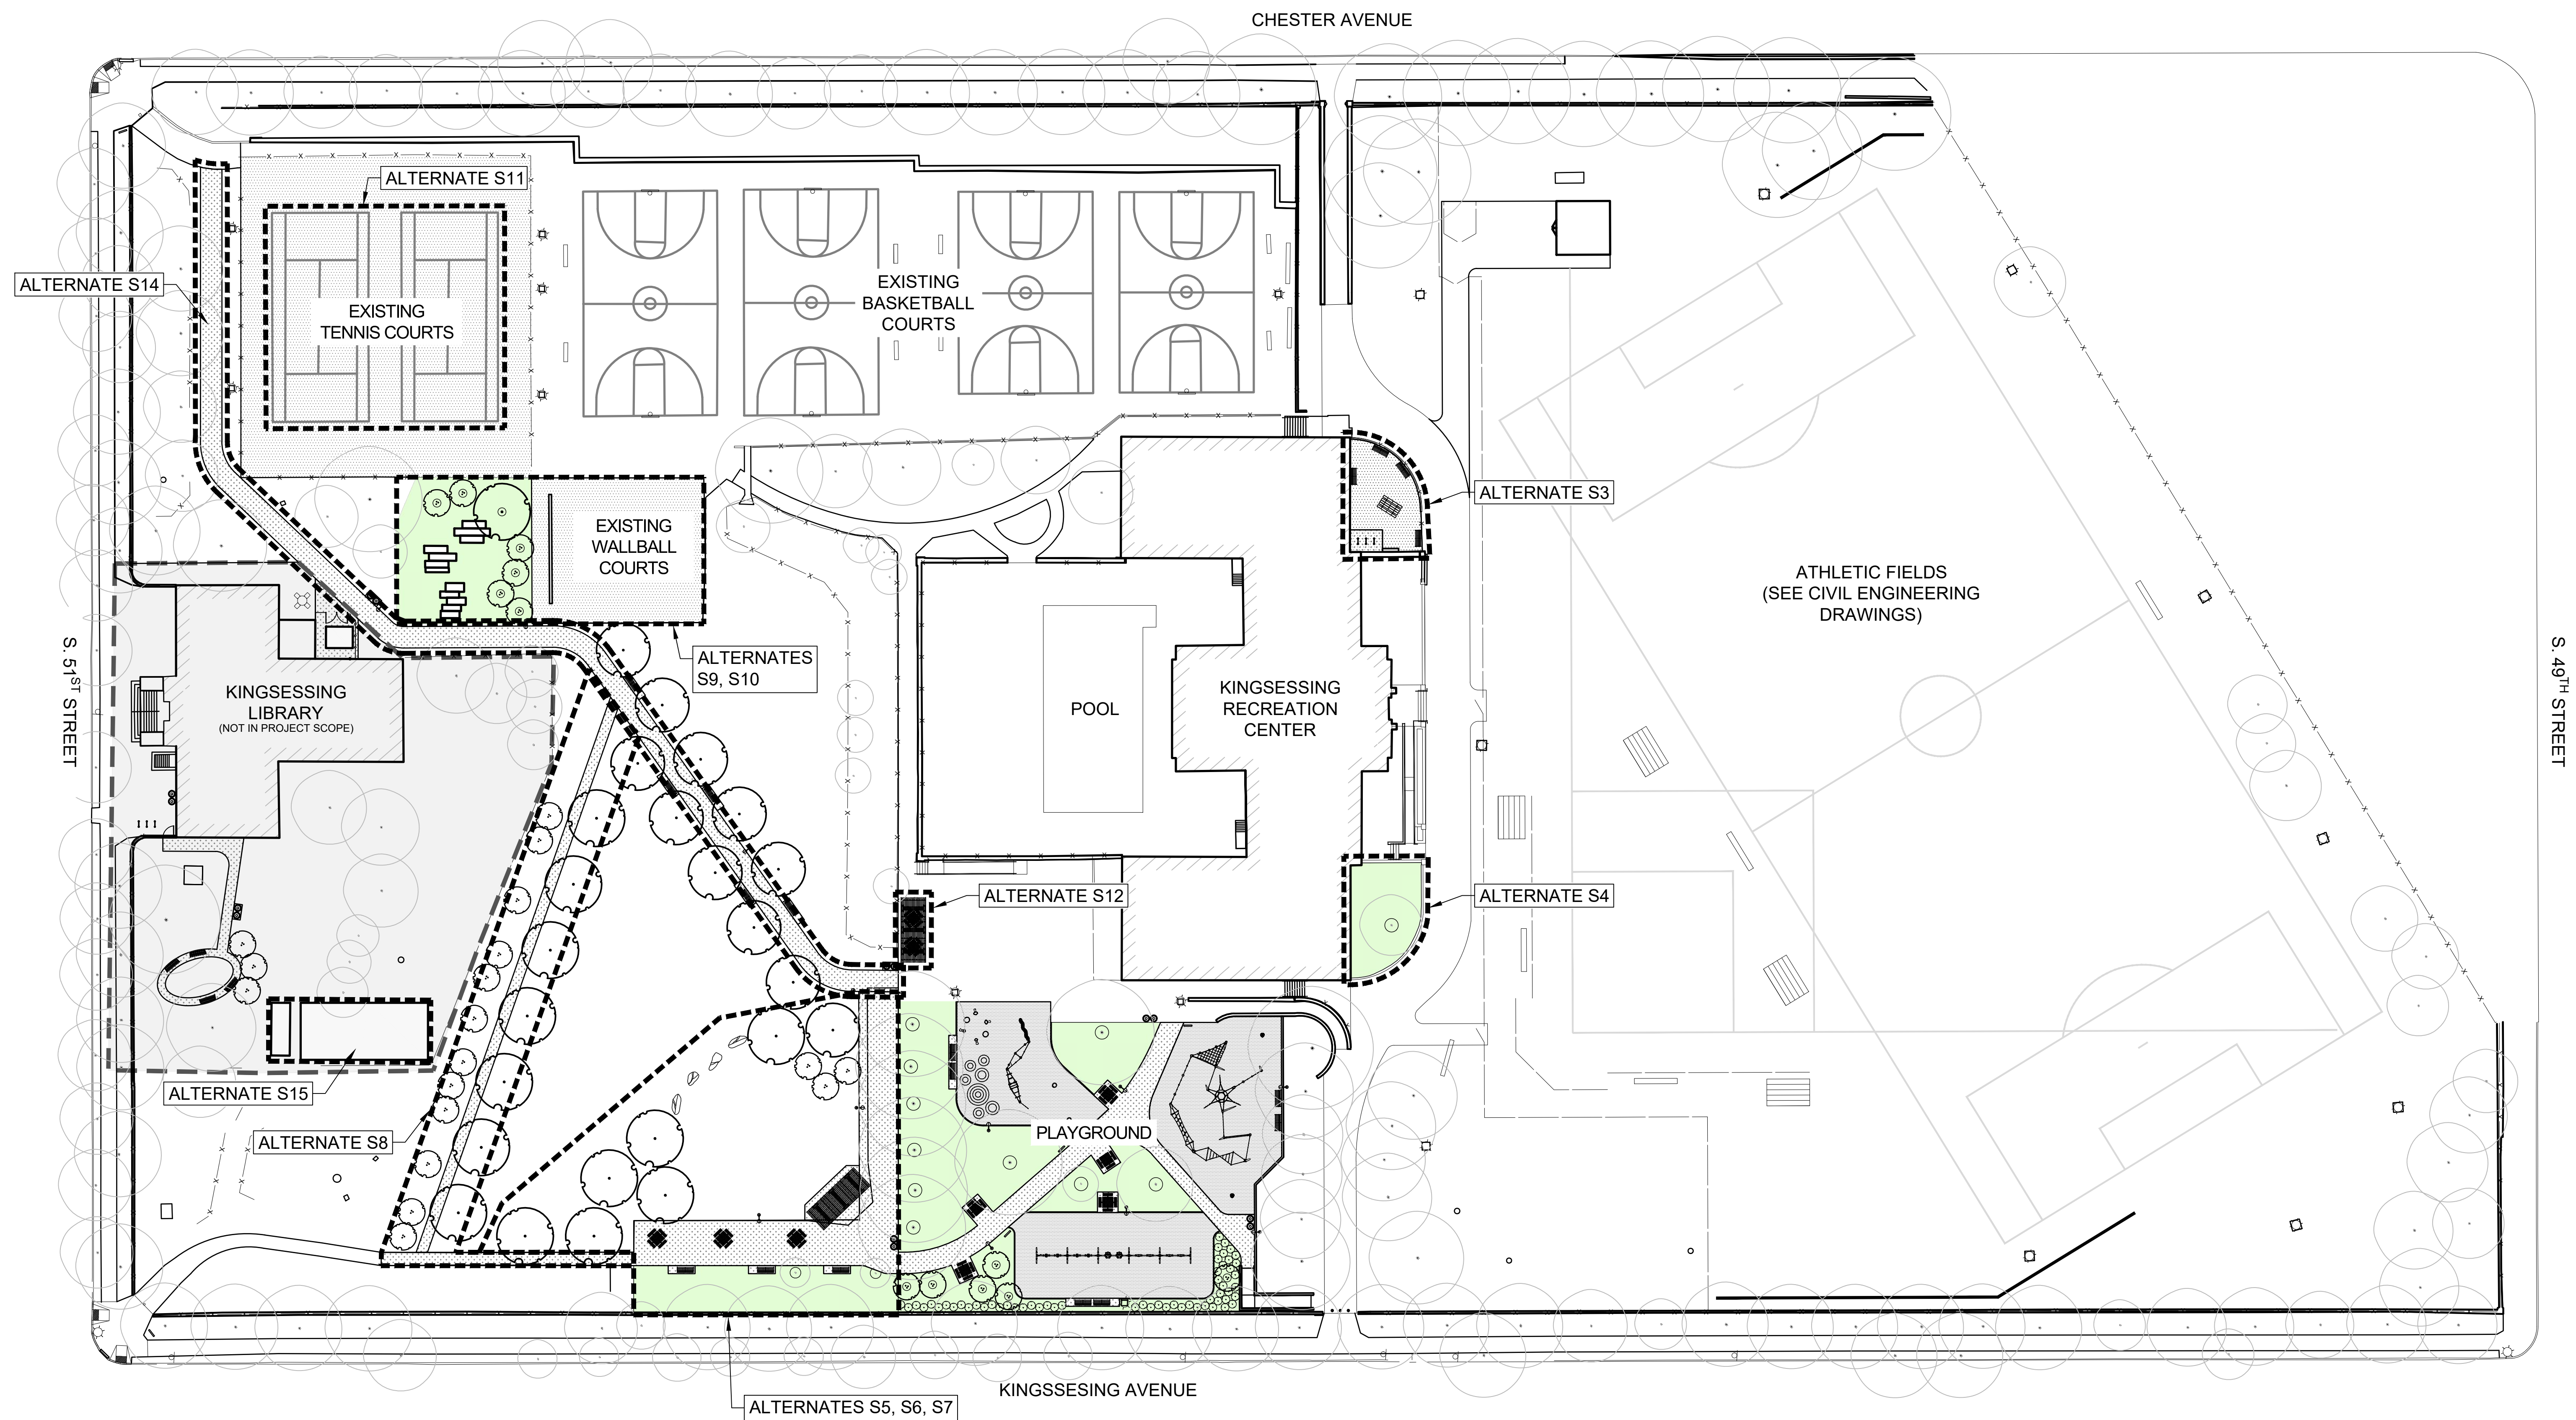 CHESTER AVENUE
ALTERNATE S11
ALTERNATE S14
EXISTING
TENNIS COURTS
EXISTING
BASKETBALL
COURTS
ALTERNATE S3
EXISTING
WALLBALL
COURTS
ATHLETIC FIELDS
(SEE CIVIL ENGINEERING
DRAWINGS)
S. 51ST STREET
S. 49TH STREET
ALTERNATES
S9, S10
KINGSESSING
LIBRARY
(NOT IN PROJECT SCOPE)
POOL
KINGSESSING
RECREATION
CENTER
ALTERNATE S12
ALTERNATE S4
ALTERNATE S15
ALTERNATE S8
PLAYGROUND
KINGSSESING AVENUE
ALTERNATES S5, S6, S7